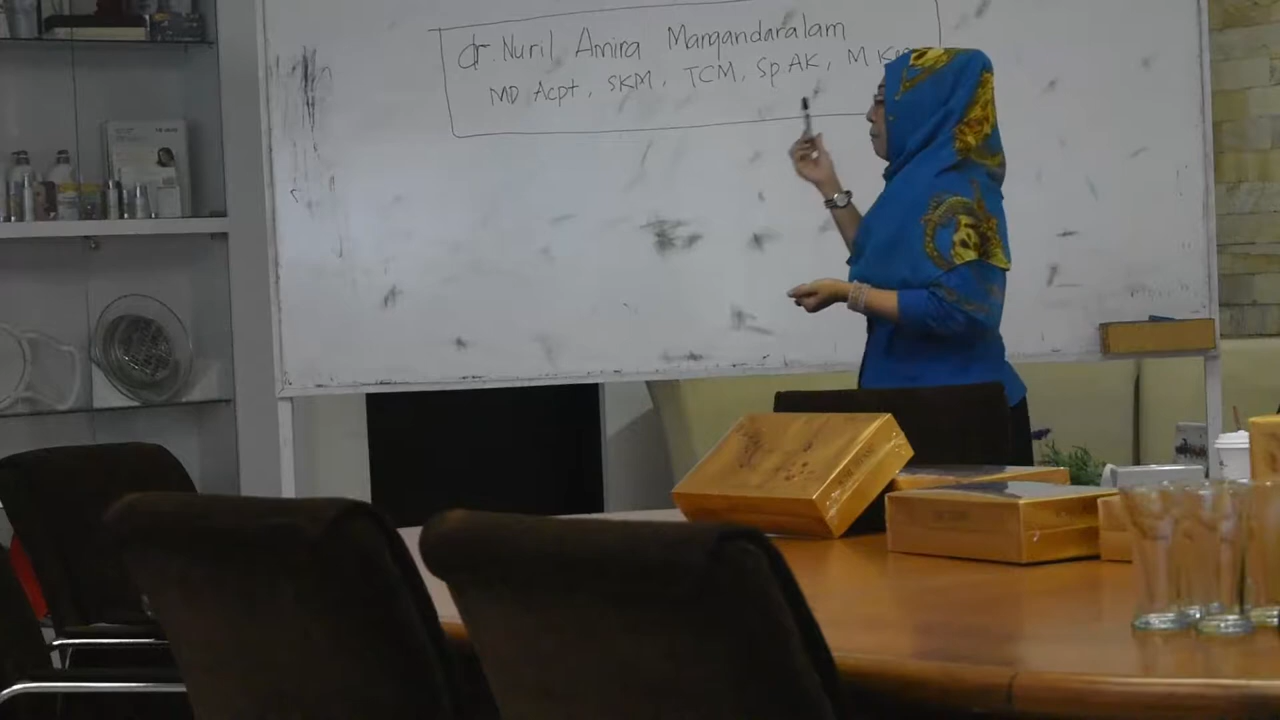 dr. Nuril Amira Margandaralam
MD Acpt, SKM, TCM, Sp.AK,